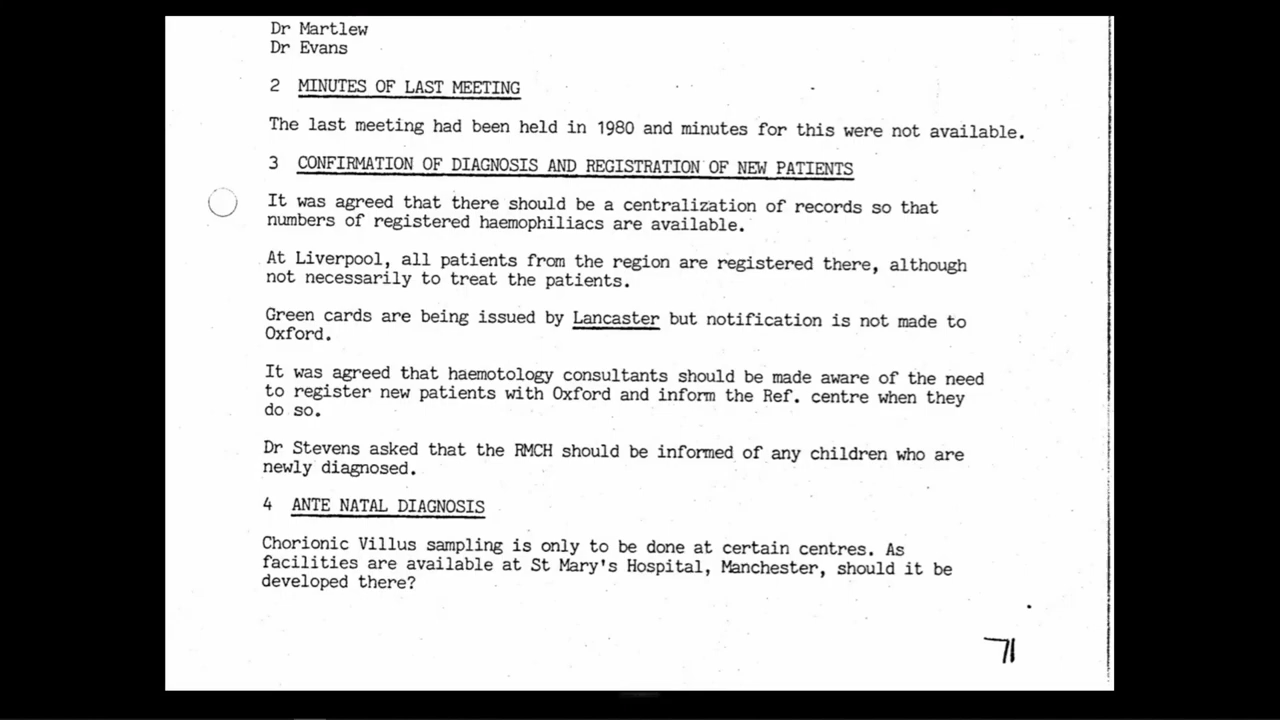 Dr Martlew
Dr Evans
2 MINUTES OF LAST MEETING
The last meeting had been held in 1980 and minutes for this were not available.
3 CONFIRMATION OF DIAGNOSIS AND REGISTRATION OF NEW PATIENTS
It was agreed that there should be a centralization of records so that
numbers of registered haemophiliacs are available.
At Liverpool, all patients from the region are registered there, although
not necessarily to treat the patients.
Green cards are being issued by Lancaster but notification is not made to
Oxford.
It was agreed that haemotology consultants should be made aware of the need
to register new patients with Oxford and inform the Ref. centre when they
do so.
Dr Stevens asked that the RMCH should be informed of any children who are
newly diagnosed.
4 ANTE NATAL DIAGNOSIS
Chorionic Villus sampling is only to be done at certain centres. As
facilities are available at St Mary's Hospital, Manchester, should it be
developed there?
71